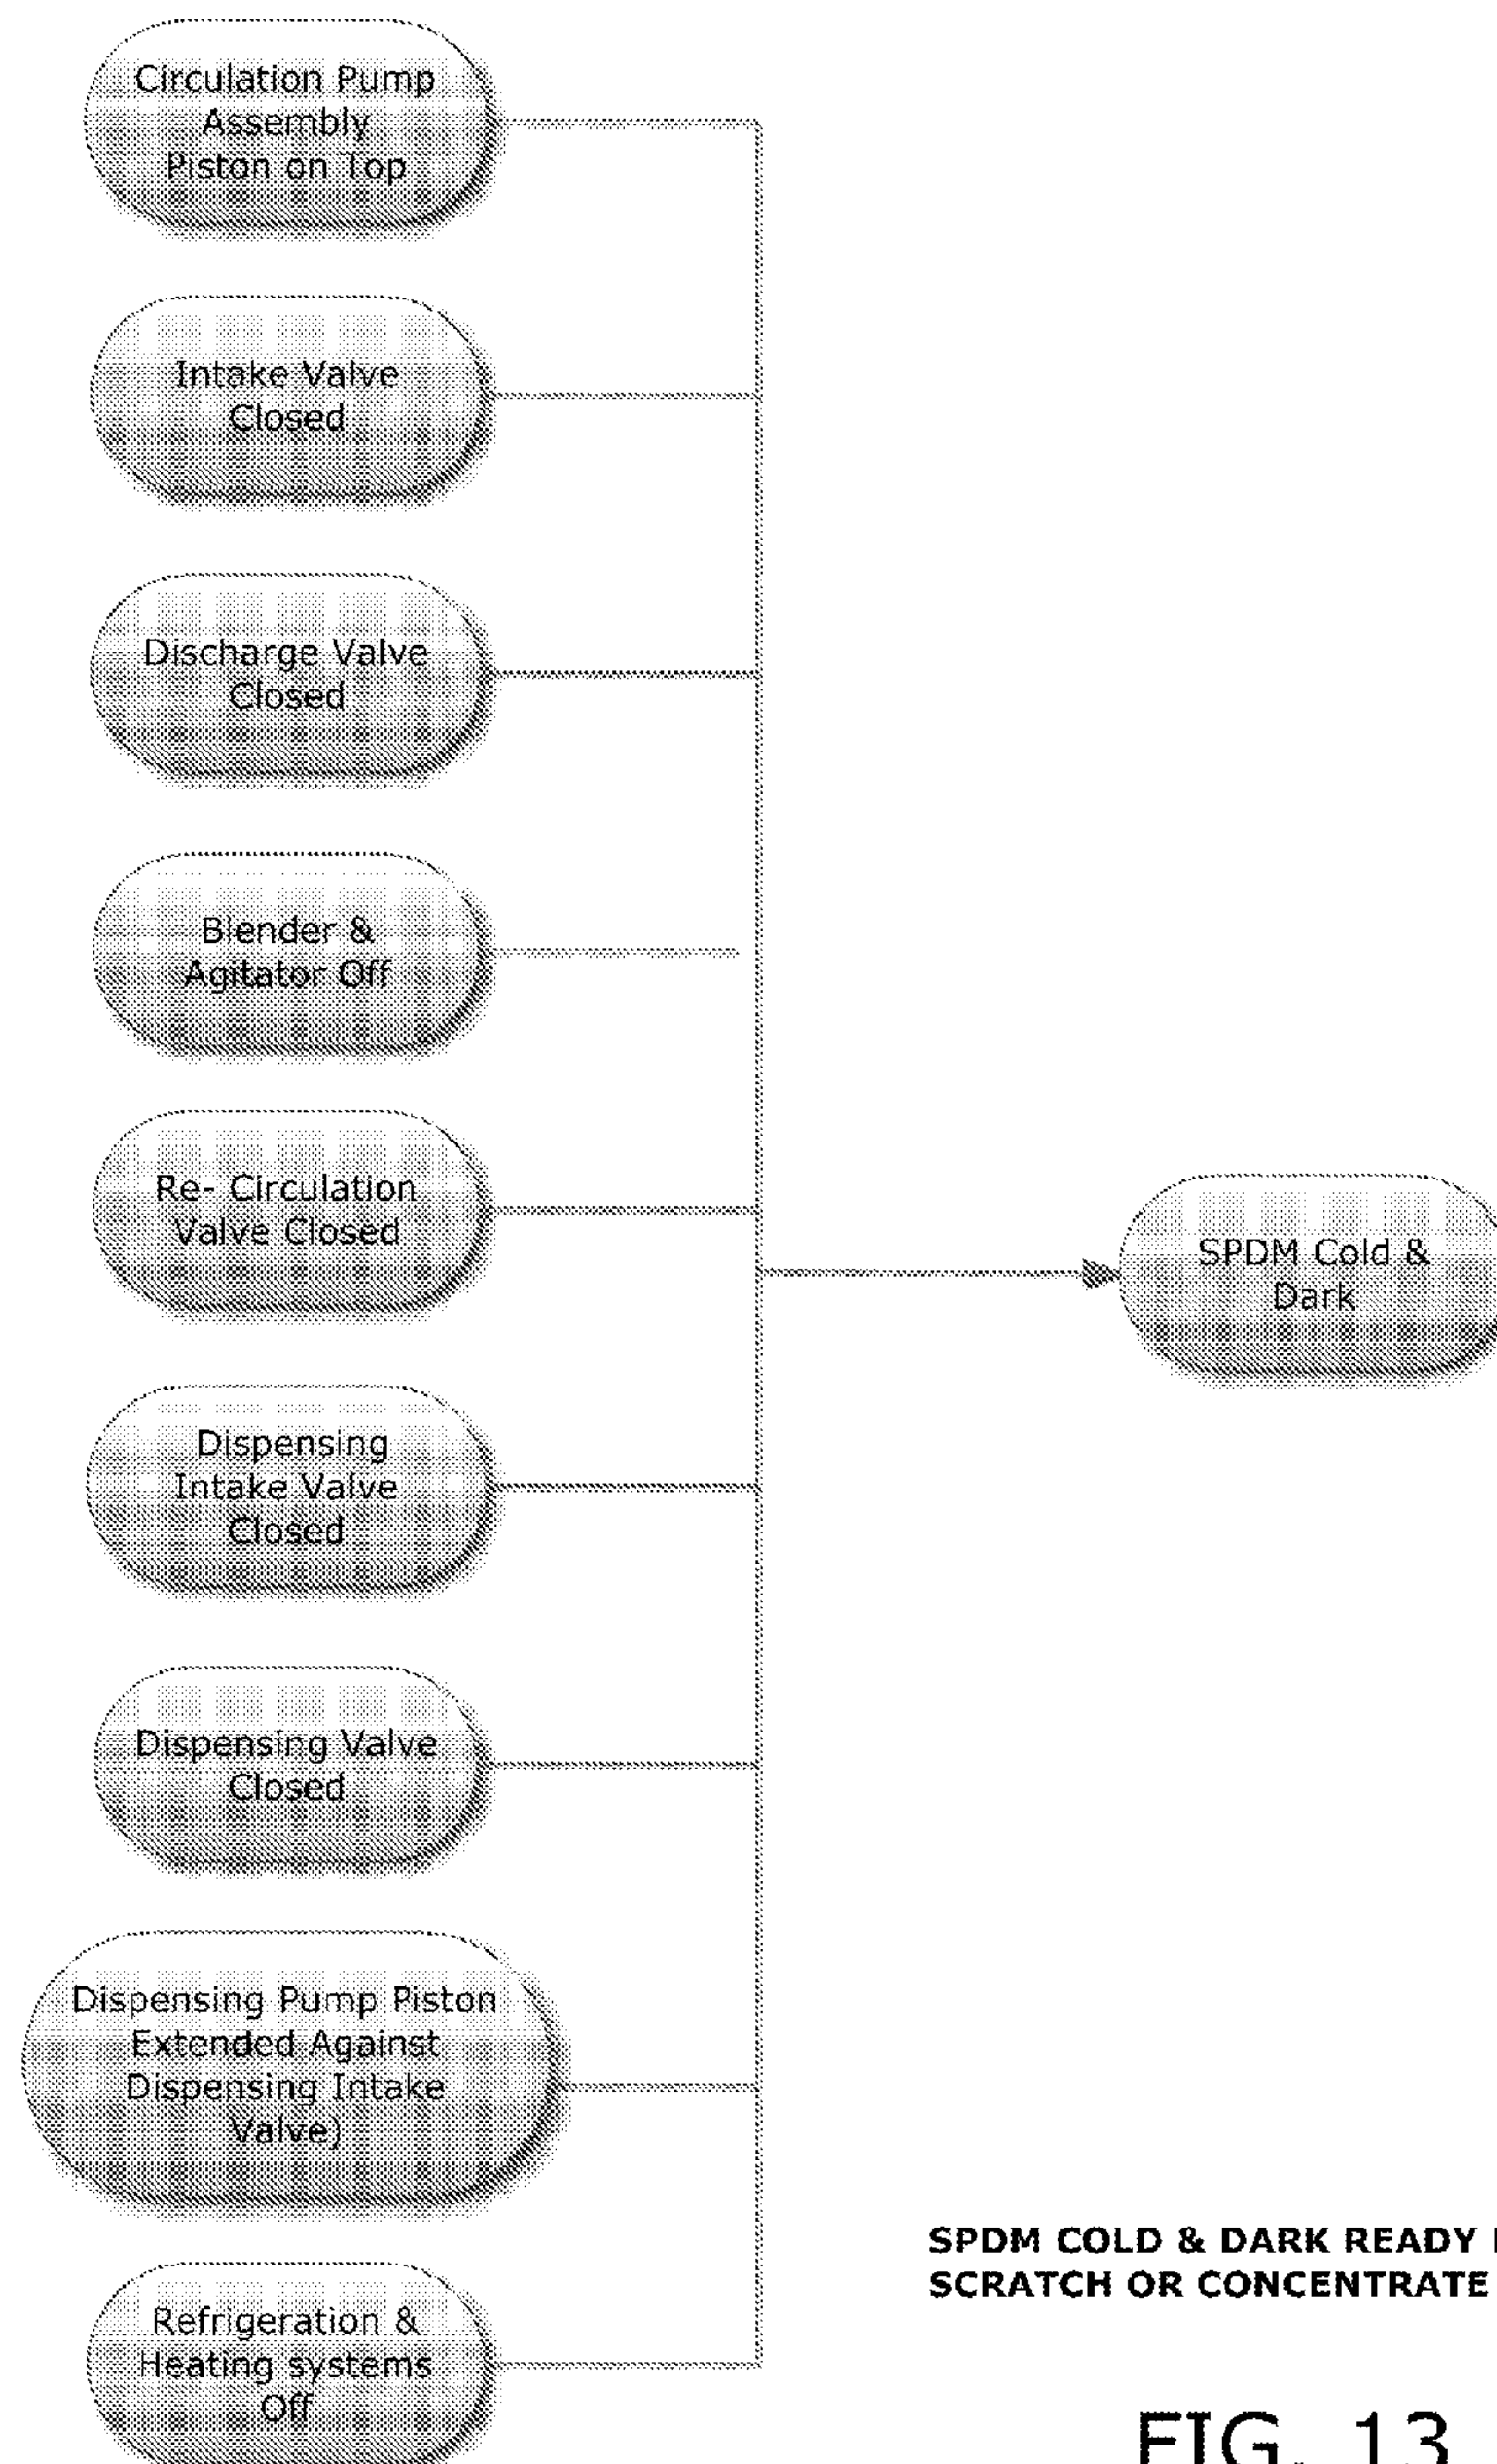 Circulation Pump
Assembly
Piston on Top
Intake Valve
Closed
Discharge Valve
Closed
Blender &
Agitator Off
Re- Circulation
Valve Closed
SPDM Cold &
Dark
Dispensing
Intake Valve
Closed
Dispensing Valve
Closed
Dispensing Pump Piston
Extended Against
Dispensing Intake
Valve)
Refrigeration &
Heating systems
Off
SPDM COLD & DARK READY
SCRATCH OR CONCENTRATE
FIG. 13